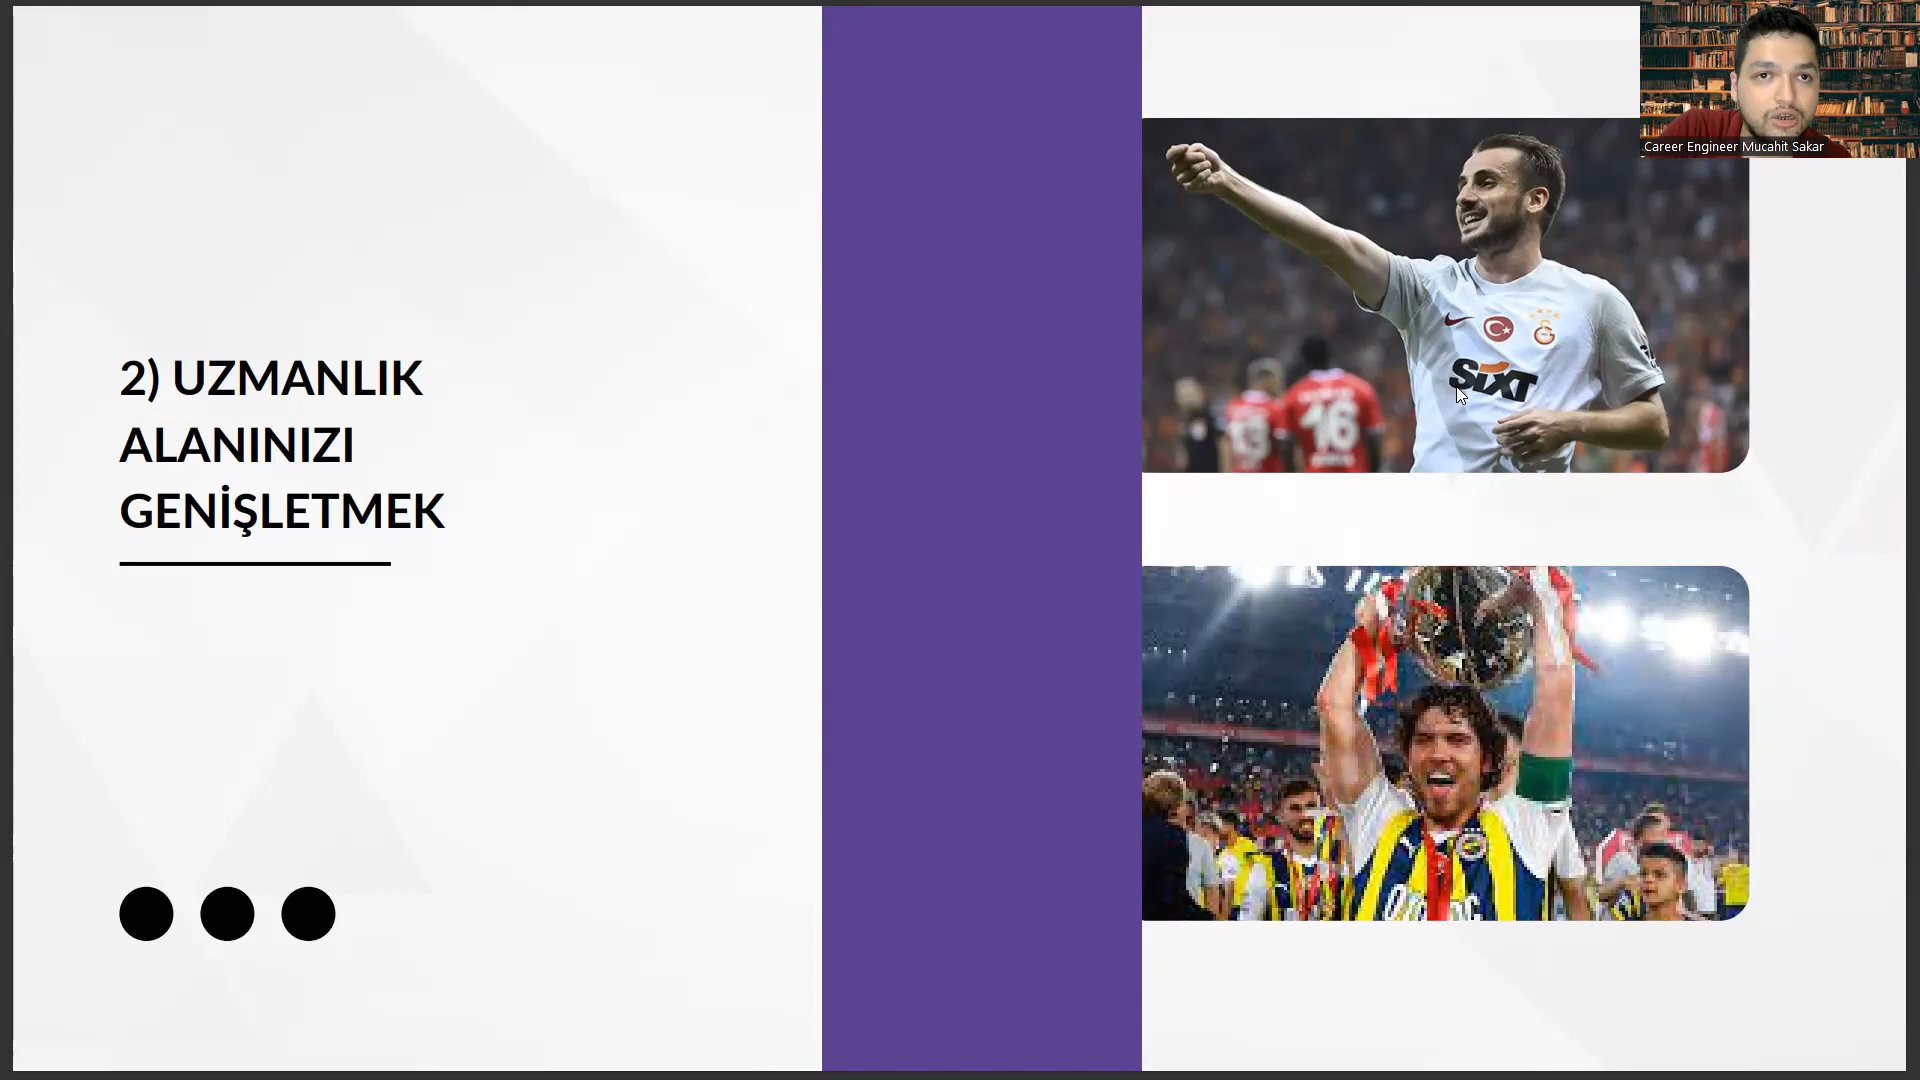 2) UZMANLIK
ALANINIZI
GENİŞLETMEK
Career Engineer Mucahit Sakar
SIXT
16